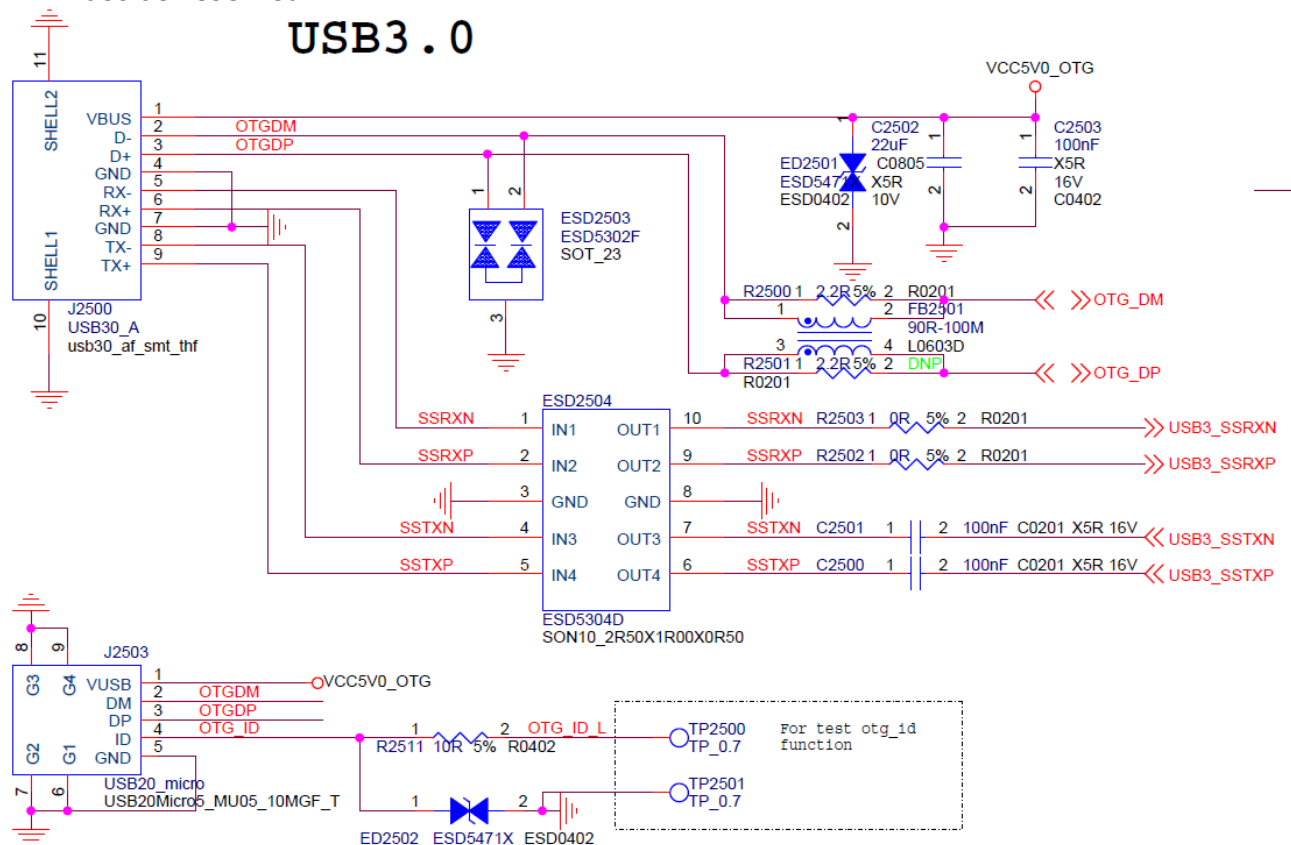 USB3.0
11
SHELL2
SHELL1
10
VBUS 1
D- 2 OTGDM
D+ 3 OTGDP
GND 4
RX- 5
RX+ 6
GND 7
TX- 8
TX+ 9
J2500
USB30_A
usb30_af_smt_thf
1 2
ESD2503
ESD5302F
SOT_23
3
VCC5V0_OTG
1
ED2501
ESD5471X
ESD0402
2
1
C2502
22uF
C0805
X5R
10V
2
1
C2503
100nF
X5R
16V
C0402
2
R2500 1 2.2R 5% 2 R0201
1 2 FB2501
90R-100M
3 4 L0603D
R2501 1 2.2R 5% 2 DNP
R0201
OTG_DM
OTG_DP
ESD2504
SSRXN 1 IN1 OUT1 10 SSRXN R2503 1 0R 5% 2 R0201 USB3_SSRXN
SSRXP 2 IN2 OUT2 9 SSRXP R2502 1 0R 5% 2 R0201 USB3_SSRXP
3 GND GND 8
SSTXN 4 IN3 OUT3 7 SSTXN C2501 1 2 100nF C0201 X5R 16V USB3_SSTXN
SSTXP 5 IN4 OUT4 6 SSTXP C2500 1 2 100nF C0201 X5R 16V USB3_SSTXP
ESD5304D
SON10_2R50X1R00X0R50
8 9
J2503
G3 G4
VUSB 1 VCC5V0_OTG
DM 2 OTGDM
DP 3 OTGDP
ID 4 OTG_ID
GND 5
G2 G1
7 6
USB20_micro
USB20Micro5_MU05_10MGF_T
1 2 OTG_ID_L
R2511 10R 5% R0402
1 2
ED2502 ESD5471X ESD0402
TP2500
TP_0.7
TP2501
TP_0.7
For test otg_id
function